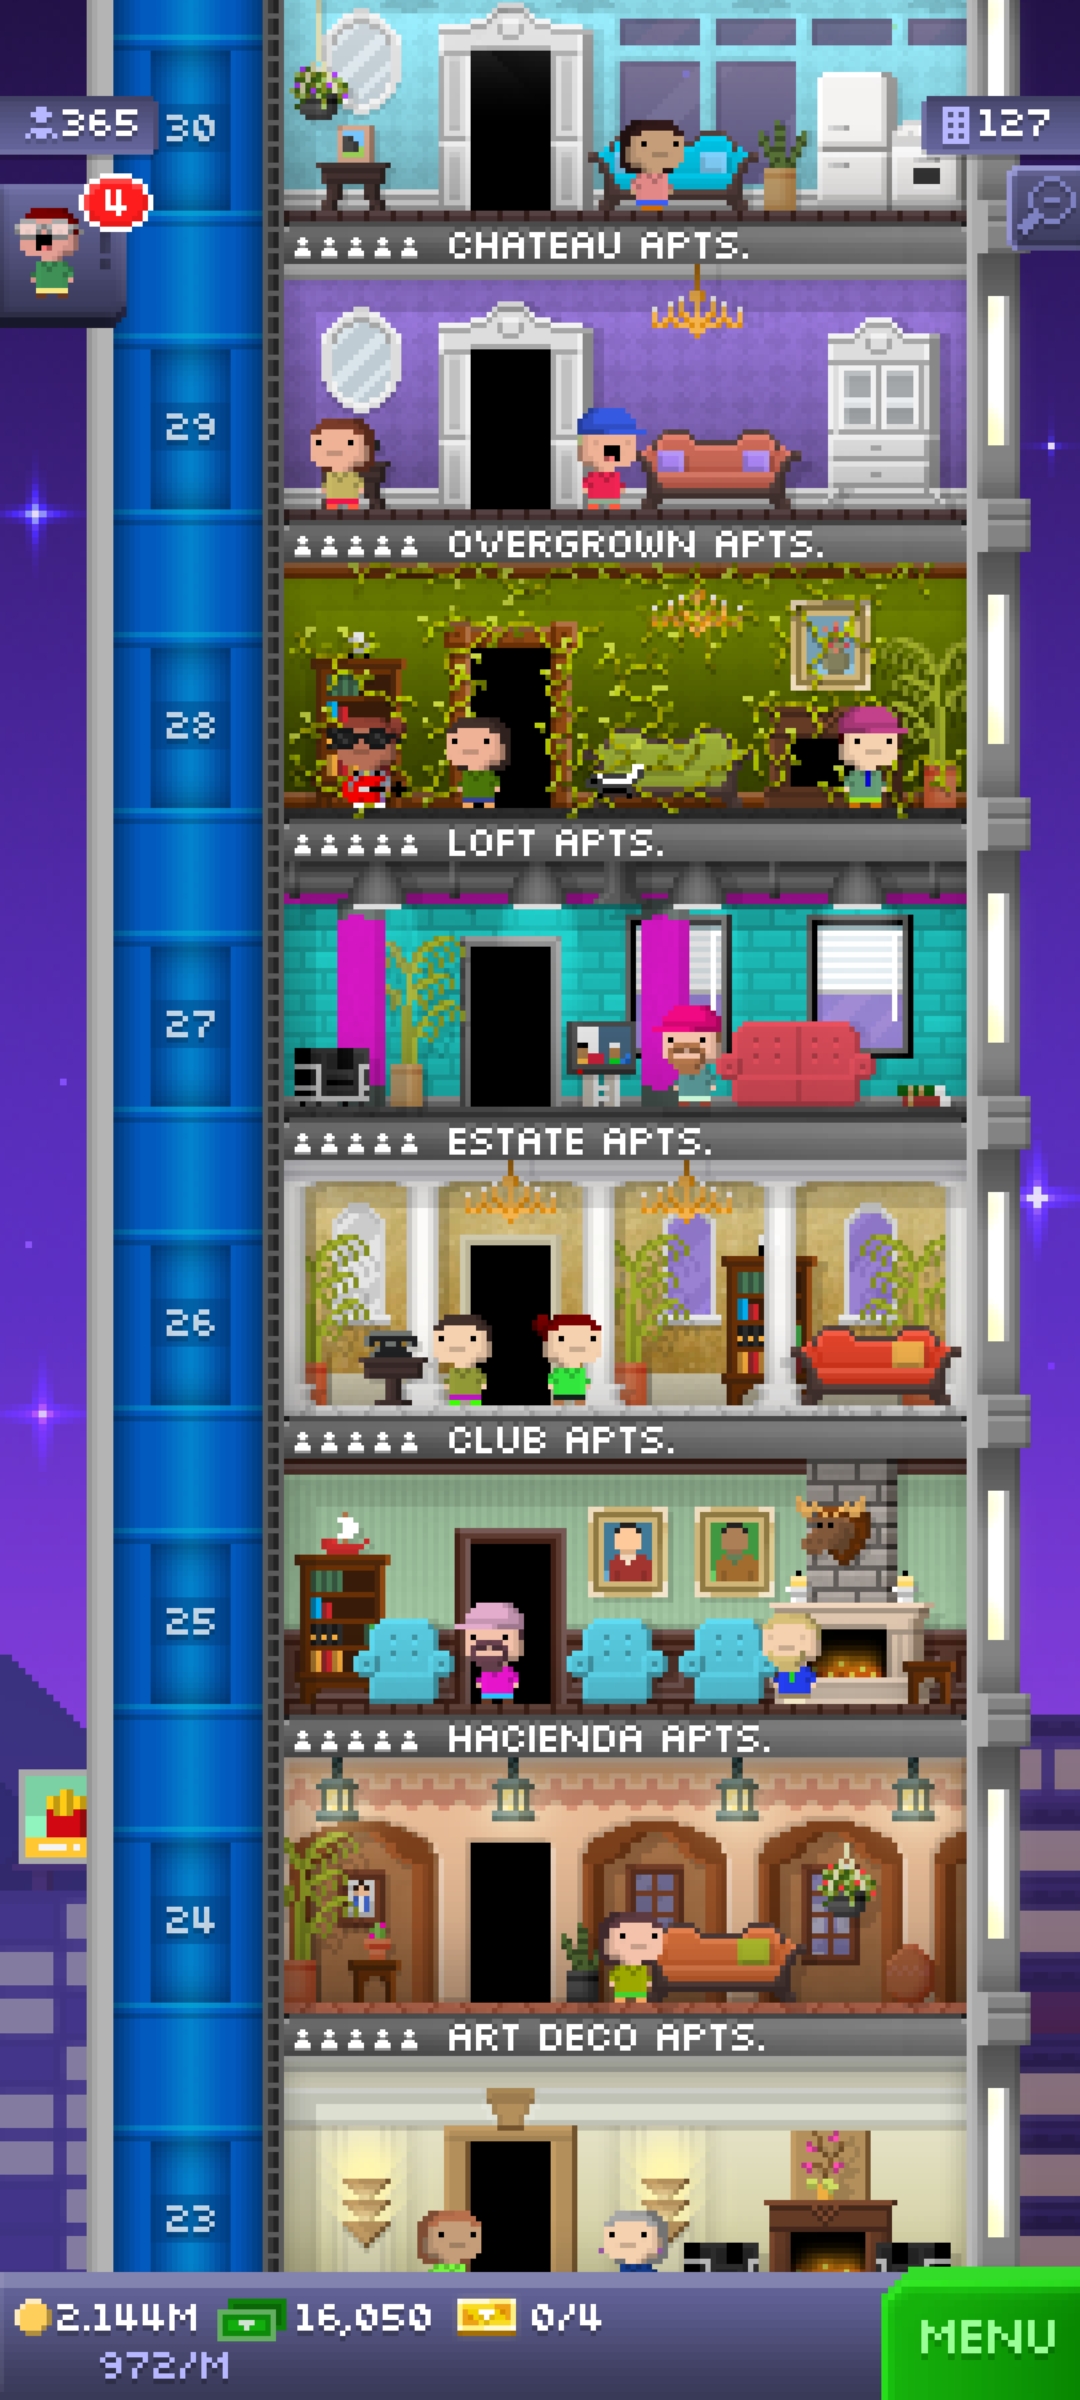 365
30
127
4
CHATEAU APTS.
29
OVERGROWN APTS.
28
LOFT APTS.
27
ESTATE APTS.
26
CLUB APTS.
25
HACIENDA APTS.
24
ART DECO APTS.
23
2.144M 16,050 0/4
972/M
MENU